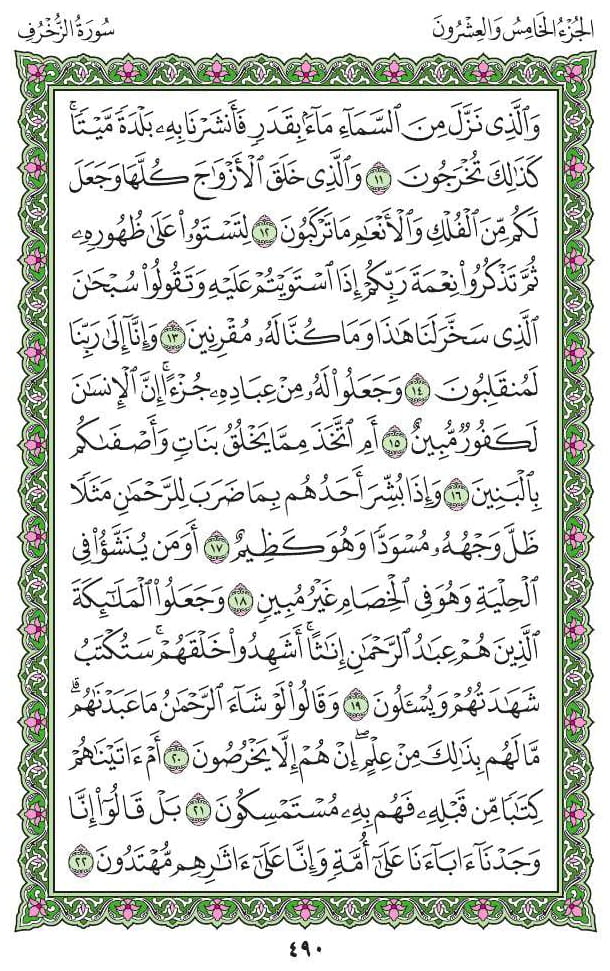 الجُزْءُ الخَامِسُ وَالعِشْرُونَ سُورَةُ الزُّخْرُفِ
وَٱلَّذِى نَزَّلَ مِنَ ٱلسَّمَآءِ مَآءَۢ بِقَدَرٖ فَأَنشَرۡنَا بِهِۦ بَلۡدَةٗ مَّيۡتٗاۚ
كَذَٰلِكَ تُخۡرَجُونَ ١١ وَٱلَّذِى خَلَقَ ٱلۡأَزۡوَٰجَ كُلَّهَا وَجَعَلَ
لَكُم مِّنَ ٱلۡفُلۡكِ وَٱلۡأَنۡعَٰمِ مَا تَرۡكَبُونَ ١٢ لِتَسۡتَوُۥاْ عَلَىٰ ظُهُورِهِۦ
ثُمَّ تَذۡكُرُواْ نِعۡمَةَ رَبِّكُمۡ إِذَا ٱسۡتَوَيۡتُمۡ عَلَيۡهِ وَتَقُولُواْ سُبۡحَٰنَ
ٱلَّذِى سَخَّرَ لَنَا هَٰذَا وَمَا كُنَّا لَهُۥ مُقۡرِنِينَ ١٣ وَإِنَّآ إِلَىٰ رَبِّنَا
لَمُنقَلِبُونَ ١٤ وَجَعَلُواْ لَهُۥ مِنۡ عِبَادِهِۦ جُزۡءًاۚ إِنَّ ٱلۡإِنسَٰنَ
لَكَفُورٞ مُّبِينٌ ١٥ أَمِ ٱتَّخَذَ مِمَّا يَخۡلُقُ بَنَاتٖ وَأَصۡفَىٰكُم
بِٱلۡبَنِينَ ١٦ وَإِذَا بُشِّرَ أَحَدُهُم بِمَا ضَرَبَ لِلرَّحۡمَٰنِ مَثَلٗا
ظَلَّ وَجۡهُهُۥ مُسۡوَدّٗا وَهُوَ كَظِيمٌ ١٧ أَوَمَن يُنَشَّؤُاْ فِى
ٱلۡحِلۡيَةِ وَهُوَ فِى ٱلۡخِصَامِ غَيۡرُ مُبِينٖ ١٨ وَجَعَلُواْ ٱلۡمَلَٰٓئِكَةَ
ٱلَّذِينَ هُمۡ عِبَٰدُ ٱلرَّحۡمَٰنِ إِنَٰثًاۚ أَشَهِدُواْ خَلۡقَهُمۡۚ سَتُكۡتَبُ
شَهَٰدَتُهُمۡ وَيُسۡـَٔلُونَ ١٩ وَقَالُواْ لَوۡ شَآءَ ٱلرَّحۡمَٰنُ مَا عَبَدۡنَٰهُمۗ
مَّا لَهُم بِذَٰلِكَ مِنۡ عِلۡمٍۖ إِنۡ هُمۡ إِلَّا يَخۡرُصُونَ ٢٠ أَمۡ ءَاتَيۡنَٰهُمۡ
كِتَٰبٗا مِّن قَبۡلِهِۦ فَهُم بِهِۦ مُسۡتَمۡسِكُونَ ٢١ بَلۡ قَالُوٓاْ إِنَّا
وَجَدۡنَآ ءَابَآءَنَا عَلَىٰٓ أُمَّةٖ وَإِنَّا عَلَىٰٓ ءَاثَٰرِهِم مُّهۡتَدُونَ ٢٢
٤٩٠